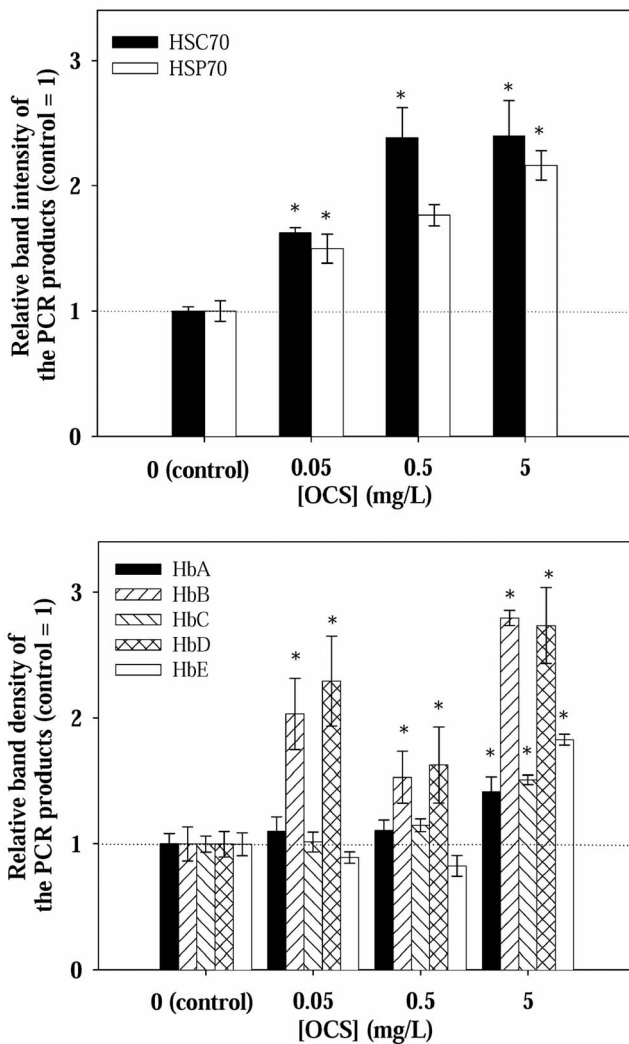 Relative band intensity of
the PCR products (control = 1)
3
2
1
0
HSC70
HSP70
*
*
*
*
*
0 (control)
0.05
0.5
5
[OCS] (mg/L)
Relative band density of
the PCR products (control = 1)
3
2
1
0
HbA
HbB
HbC
HbD
HbE
*
*
*
*
*
*
*
*
*
0 (control)
0.05
0.5
5
[OCS] (mg/L)